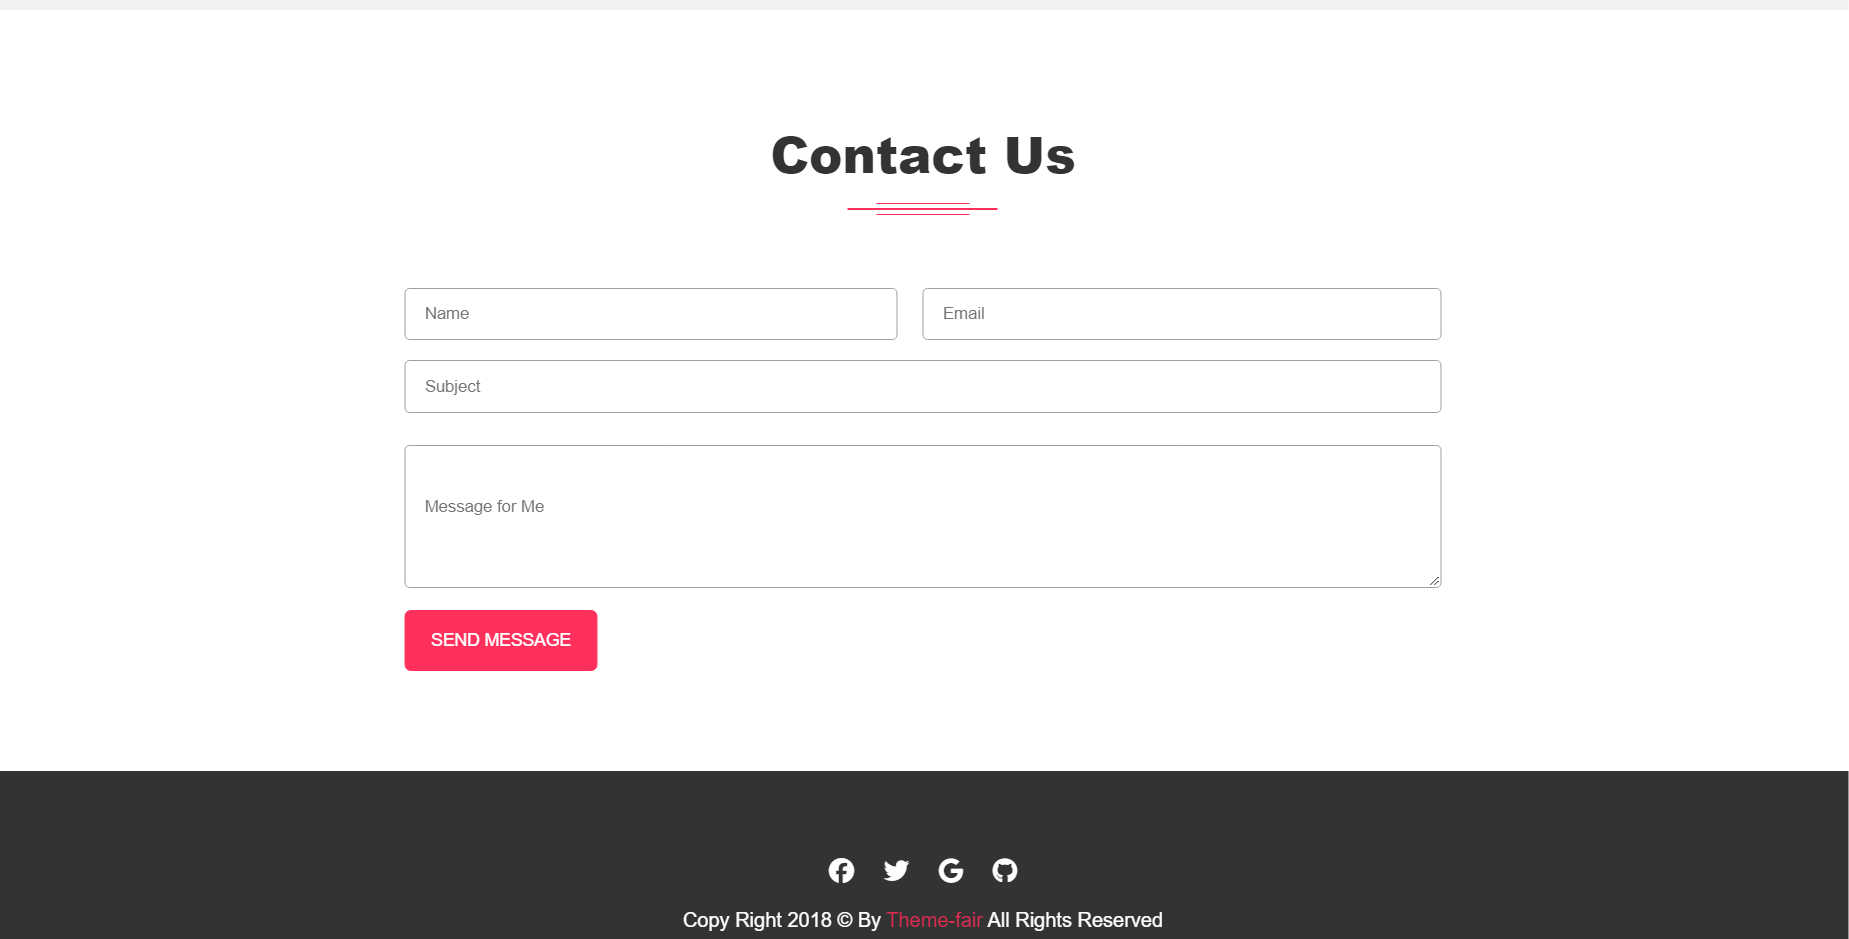 Contact Us
Name
Email
Subject
Message for Me
SEND MESSAGE
Copy Right 2018 © By Theme-fair All Rights Reserved